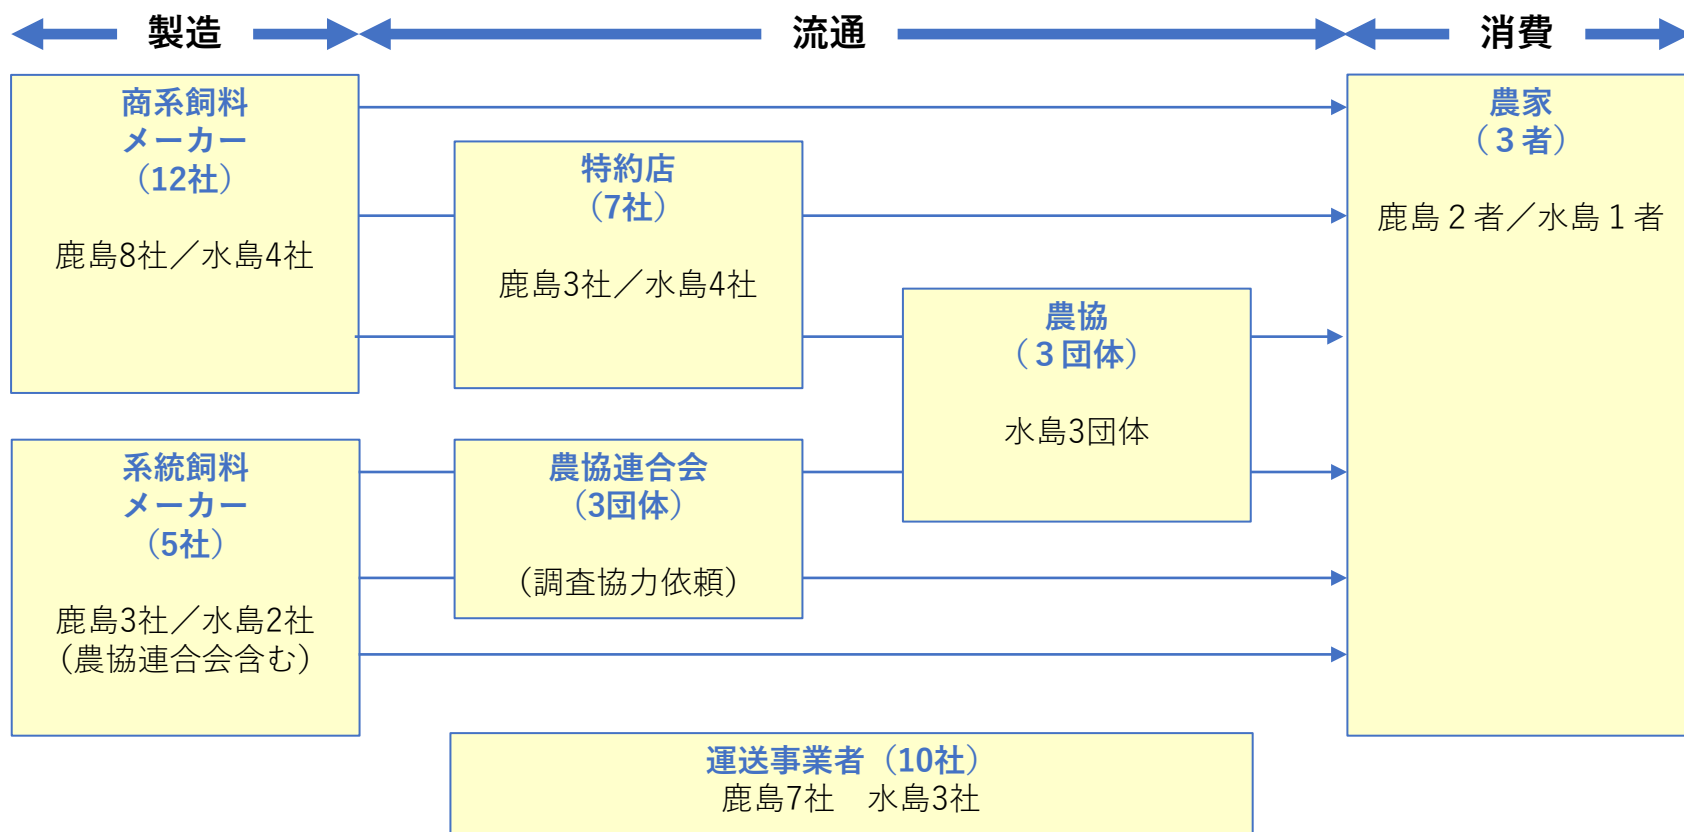 製造
流通
消費
商系飼料
メーカー
（12社）
鹿島8社／水島4社
特約店
（7社）
鹿島3社／水島4社
農協
（３団体）
水島3団体
農家
（３者）
鹿島２者／水島１者
系統飼料
メーカー
（5社）
鹿島3社／水島2社
（農協連合会含む）
農協連合会
（3団体）
（調査協力依頼）
運送事業者（10社）
鹿島7社　水島3社